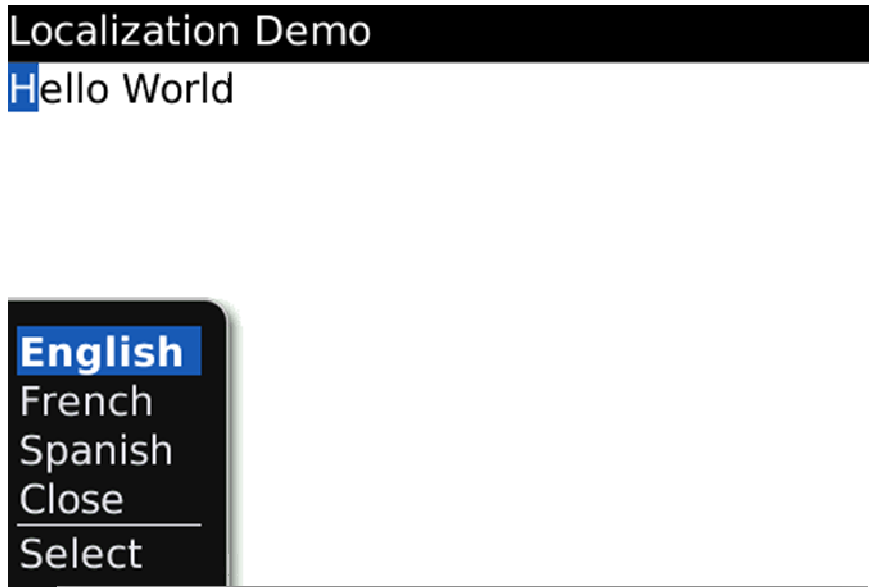 Localization Demo
Hello World
English
French
Spanish
Close
Select